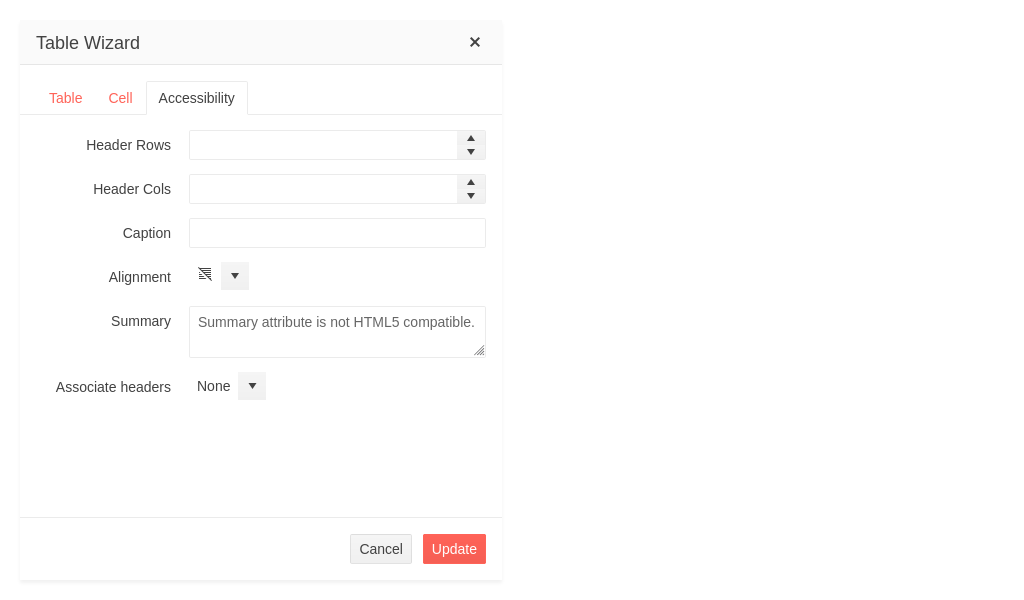 Table Wizard
Table Cell Accessibility
Header Rows
Header Cols
Caption
Alignment
Summary Summary attribute is not HTML5 compatible.
Associate headers None
Cancel Update